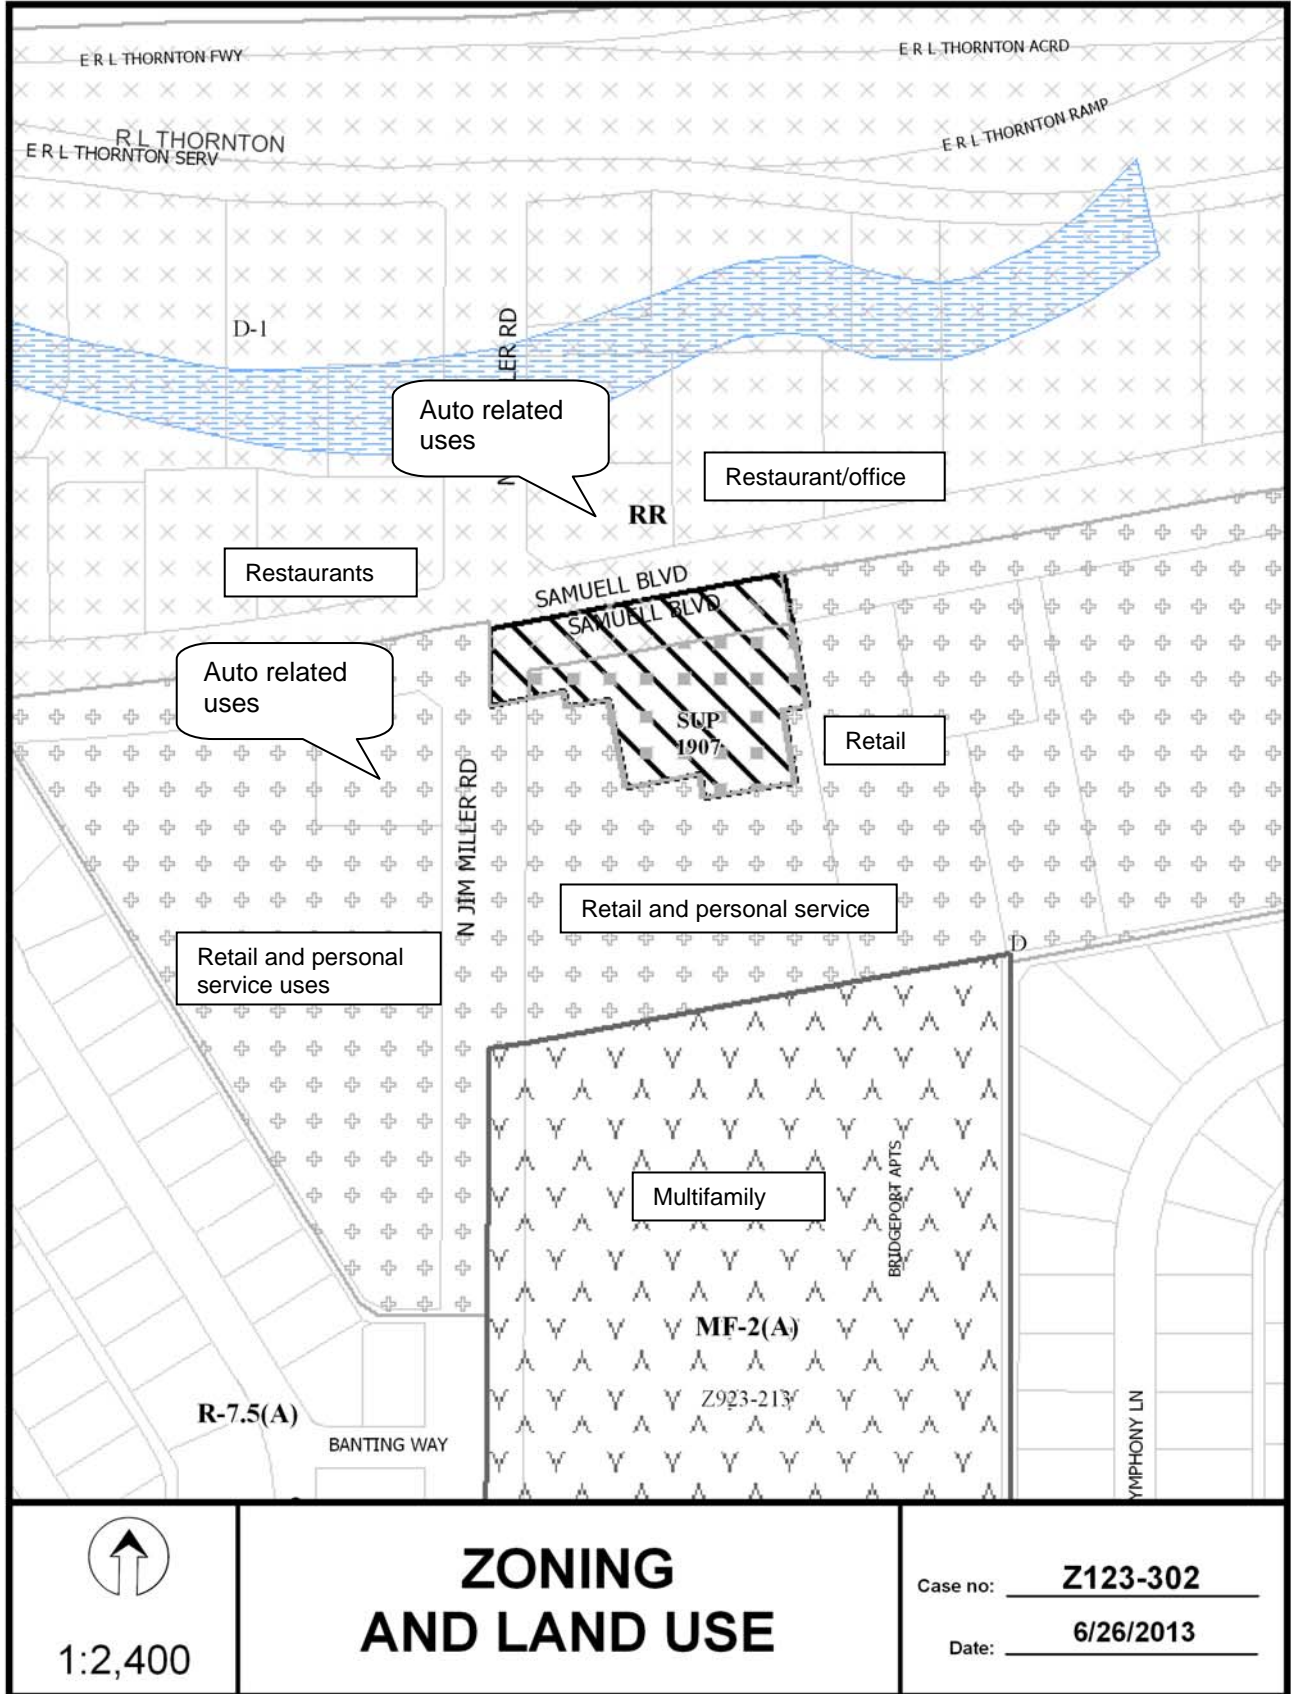 E R L THORNTON FWY
E R L THORNTON ACRD
E R L THORNTON RAMP
R L THORNTON
E R L THORNTON SERV
D-1
LER RD
N
Auto related
uses
Restaurant/office
RR
Restaurants
SAMUELL BLVD
SAMUELL BLVD
Auto related
uses
SUP
1907
Retail
N JIM MILLER RD
Retail and personal service
D
Retail and personal
service uses
BRIDGEPORT APTS
Multifamily
MF-2(A)
Z923-213
R-7.5(A)
BANTING WAY
YMPHONY LN
1:2,400
ZONING
AND LAND USE
Case no: Z123-302
Date: 6/26/2013